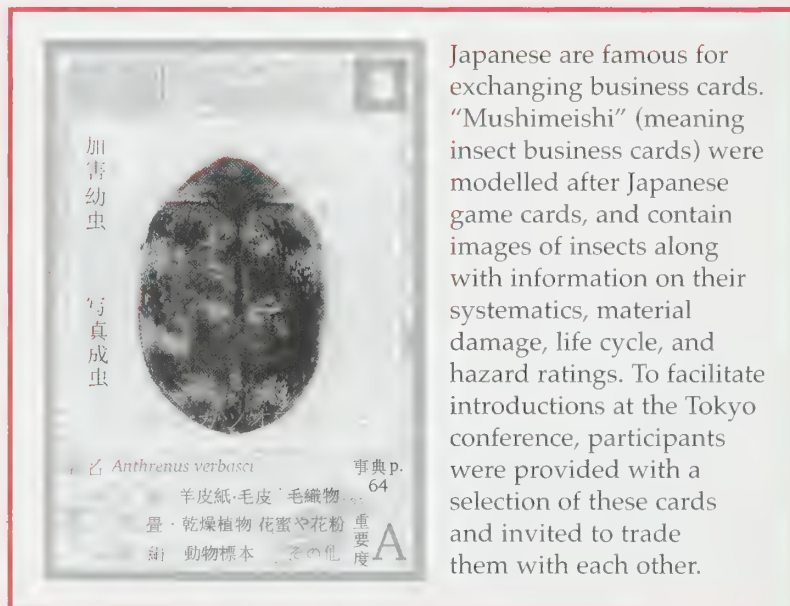 加害幼虫
写真成虫
名 Anthrenus verbasci
事典p.
64
羊皮紙・毛皮 毛織物
畳・乾燥植物 花蜜や花粉
絹 動物標本 その他
重要度
A
Japanese are famous for
exchanging business cards.
“Mushimeishi” (meaning
insect business cards) were
modelled after Japanese
game cards, and contain
images of insects along
with information on their
systematics, material
damage, life cycle, and
hazard ratings. To facilitate
introductions at the Tokyo
conference, participants
were provided with a
selection of these cards
and invited to trade
them with each other.